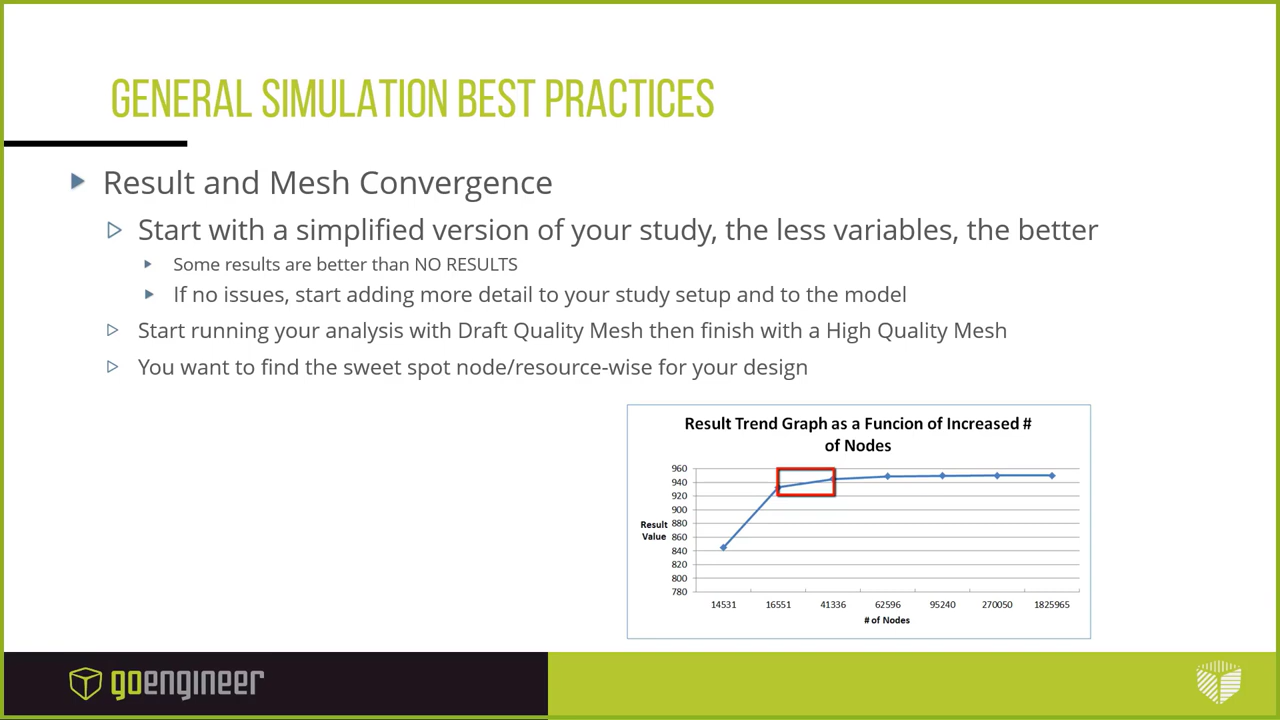 GENERAL SIMULATION BEST PRACTICES
Result and Mesh Convergence
Start with a simplified version of your study, the less variables, the better
Some results are better than NO RESULTS
If no issues, start adding more detail to your study setup and to the model
Start running your analysis with Draft Quality Mesh then finish with a High Quality Mesh
You want to find the sweet spot node/resource-wise for your design
Result Trend Graph as a Funcion of Increased #
of Nodes
960
940
920
900
880
860
840
820
800
780
Result
Value
14531 16551 41336 62596 95240 270050 1825965
# of Nodes
goengineer